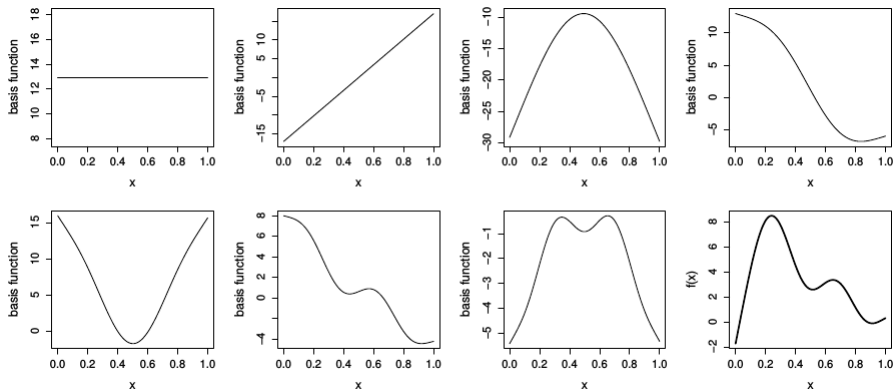 basis function
8 10 12 14 16 18
0.0 0.2 0.4 0.6 0.8 1.0
x
basis function
-15 -5 5 10
0.0 0.2 0.4 0.6 0.8 1.0
x
basis function
-30 -25 -20 -15 -10
0.0 0.2 0.4 0.6 0.8 1.0
x
basis function
-5 0 5 10
0.0 0.2 0.4 0.6 0.8 1.0
x
basis function
0 5 10 15
0.0 0.2 0.4 0.6 0.8 1.0
x
basis function
-4 0 2 4 6 8
0.0 0.2 0.4 0.6 0.8 1.0
x
basis function
-5 -4 -3 -2 -1
0.0 0.2 0.4 0.6 0.8 1.0
x
f(x)
-2 0 2 4 6 8
0.0 0.2 0.4 0.6 0.8 1.0
x